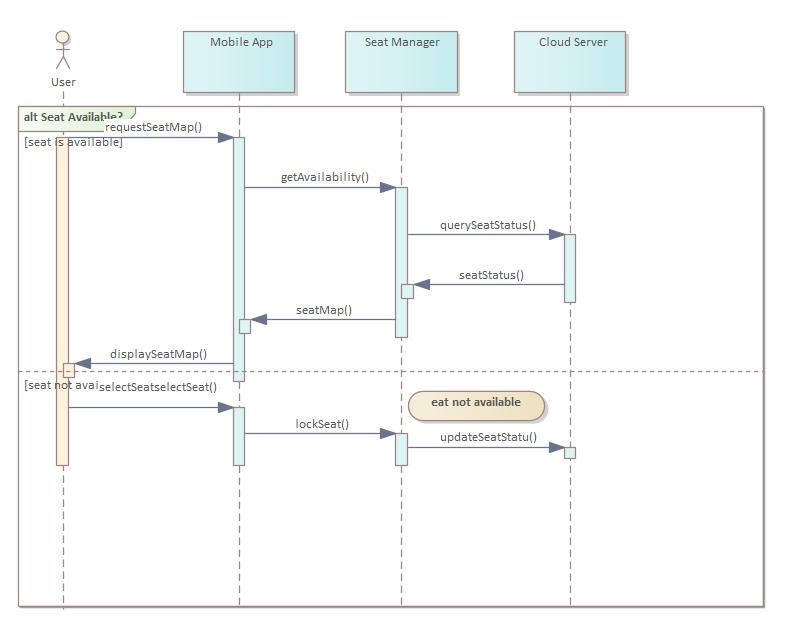 Mobile App
Seat Manager
Cloud Server
User
alt Seat Available?
requestSeatMap()
[seat is available]
getAvailability()
querySeatStatus()
seatStatus()
seatMap()
displaySeatMap()
[seat not avai
selectSeatselectSeat()
eat not available
lockSeat()
updateSeatStatu()